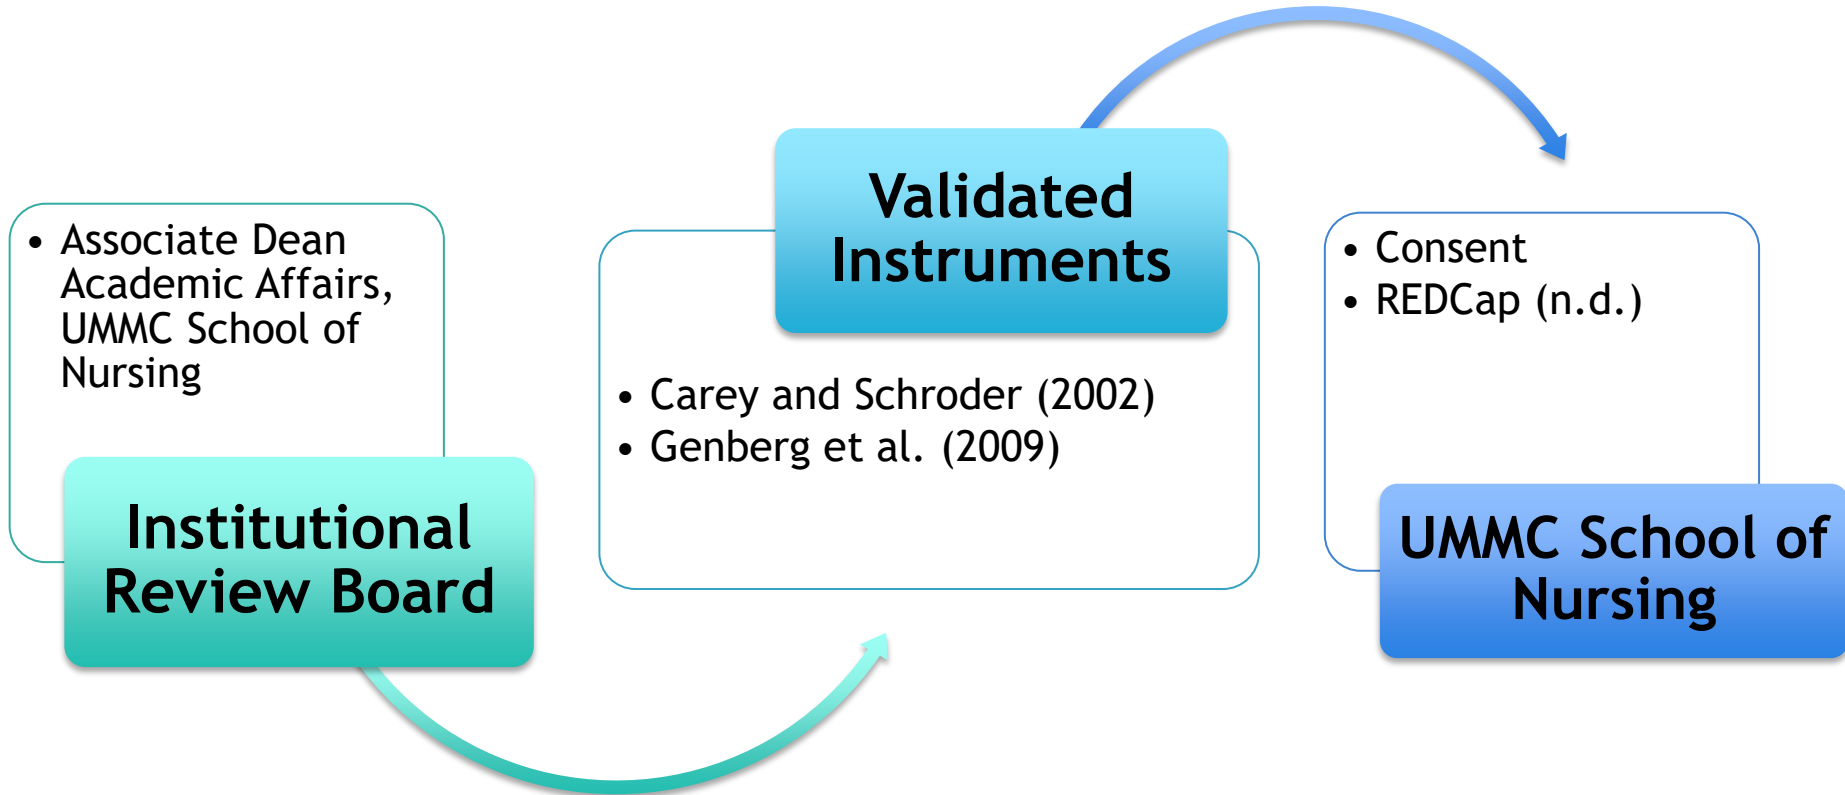 • Associate Dean
Academic Affairs,
UMMC School of
Nursing
Institutional
Review Board
Validated
Instruments
• Carey and Schroder (2002)
• Genberg et al. (2009)
• Consent
• REDCap (n.d.)
UMMC School of
Nursing